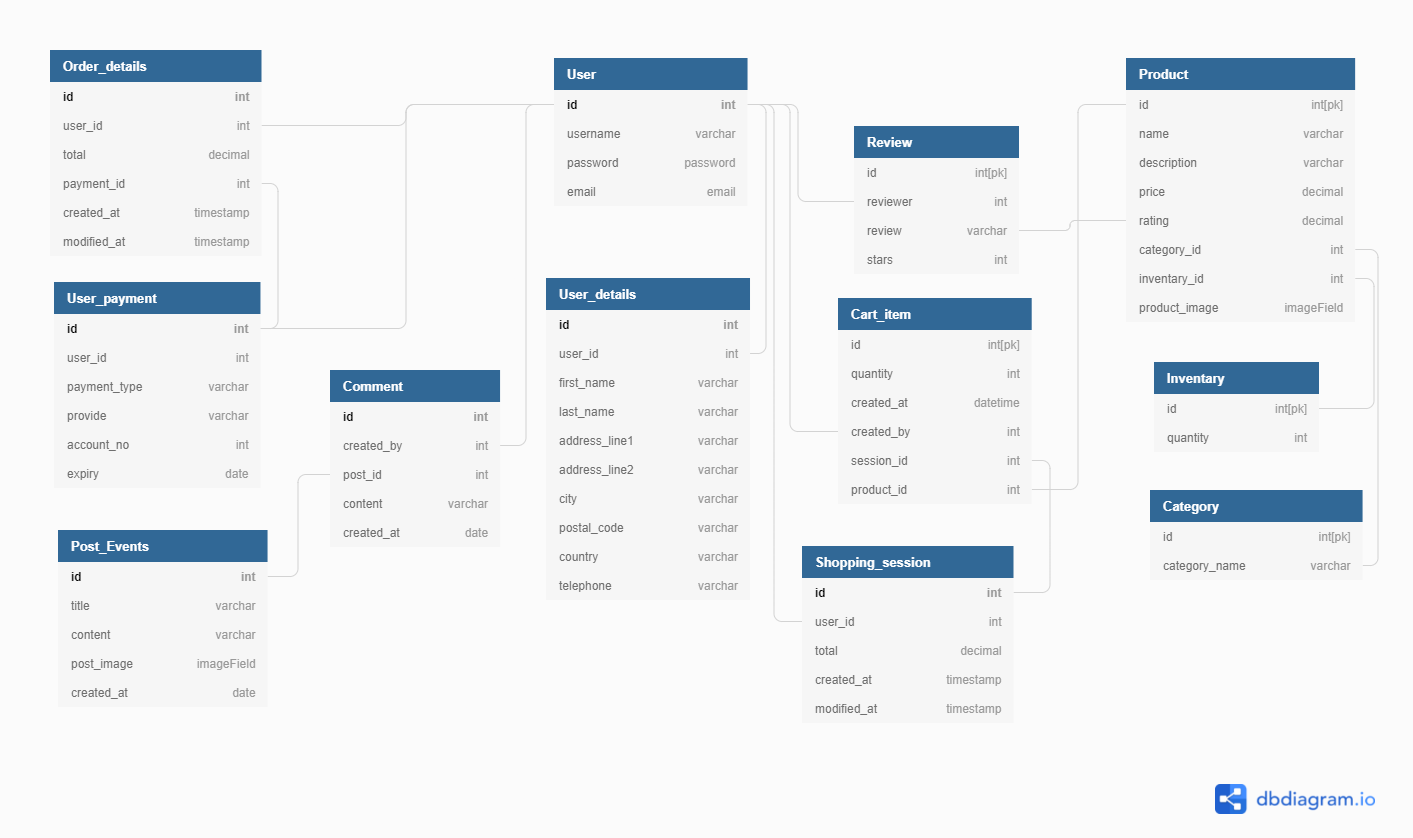 Order_details
id int
user_id int
total decimal
payment_id int
created_at timestamp
modified_at timestamp
User_payment
id int
user_id int
payment_type varchar
provide varchar
account_no int
expiry date
Post_Events
id int
title varchar
content varchar
post_image imageField
created_at date
Comment
id int
created_by int
post_id int
content varchar
created_at date
User
id int
username varchar
password password
email email
User_details
id int
user_id int
first_name varchar
last_name varchar
address_line1 varchar
address_line2 varchar
city varchar
postal_code varchar
country varchar
telephone varchar
Review
id int[pk]
reviewer int
review varchar
stars int
Cart_item
id int[pk]
quantity int
created_at datetime
created_by int
session_id int
product_id int
Shopping_session
id int
user_id int
total decimal
created_at timestamp
modified_at timestamp
Product
id int[pk]
name varchar
description varchar
price decimal
rating decimal
category_id int
inventory_id int
product_image imageField
Inventory
id int[pk]
quantity int
Category
id int[pk]
category_name varchar
dbdiagram.io